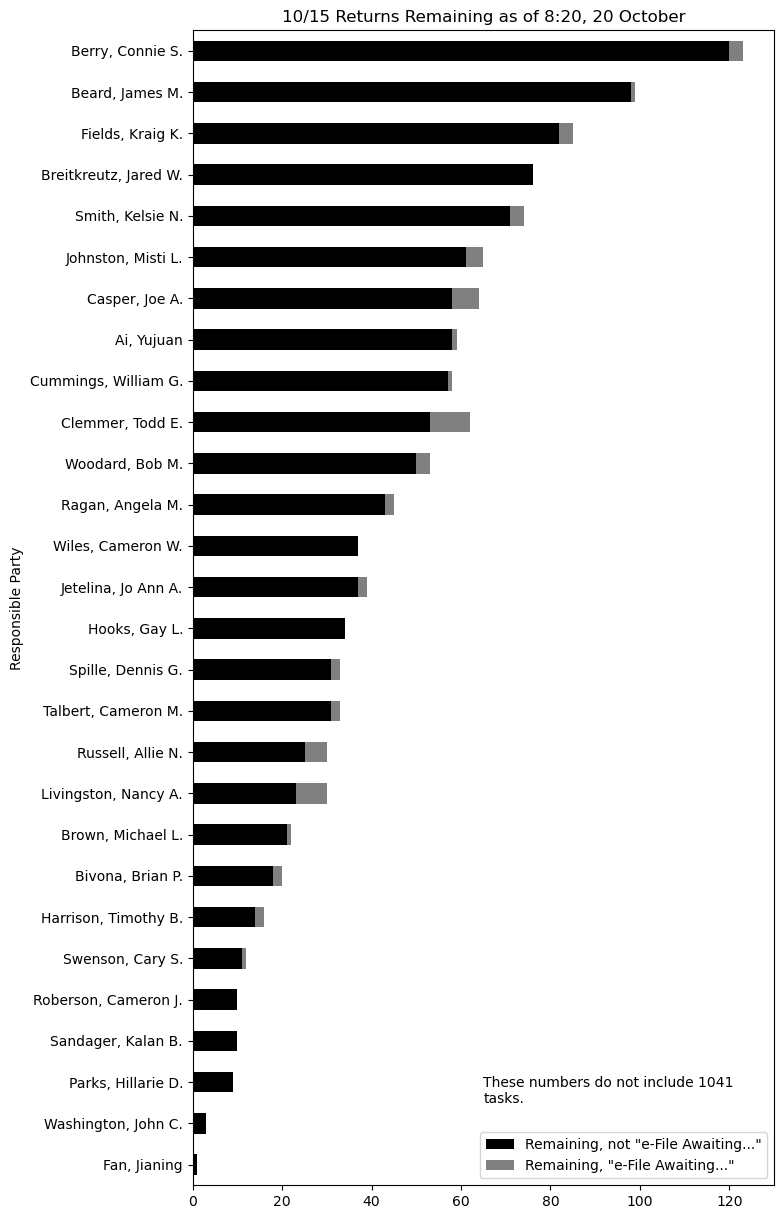 10/15 Returns Remaining as of 8:20, 20 October
Responsible Party
Berry, Connie S.
Beard, James M.
Fields, Kraig K.
Breitkreutz, Jared W.
Smith, Kelsie N.
Johnston, Misti L.
Casper, Joe A.
Ai, Yujuan
Cummings, William G.
Clemmer, Todd E.
Woodard, Bob M.
Ragan, Angela M.
Wiles, Cameron W.
Jetelina, Jo Ann A.
Hooks, Gay L.
Spille, Dennis G.
Talbert, Cameron M.
Russell, Allie N.
Livingston, Nancy A.
Brown, Michael L.
Bivona, Brian P.
Harrison, Timothy B.
Swenson, Cary S.
Roberson, Cameron J.
Sandager, Kalan B.
Parks, Hillarie D.
Washington, John C.
Fan, Jianing
These numbers do not include 1041
tasks.
Remaining, not "e-File Awaiting..."
Remaining, "e-File Awaiting..."
0 20 40 60 80 100 120